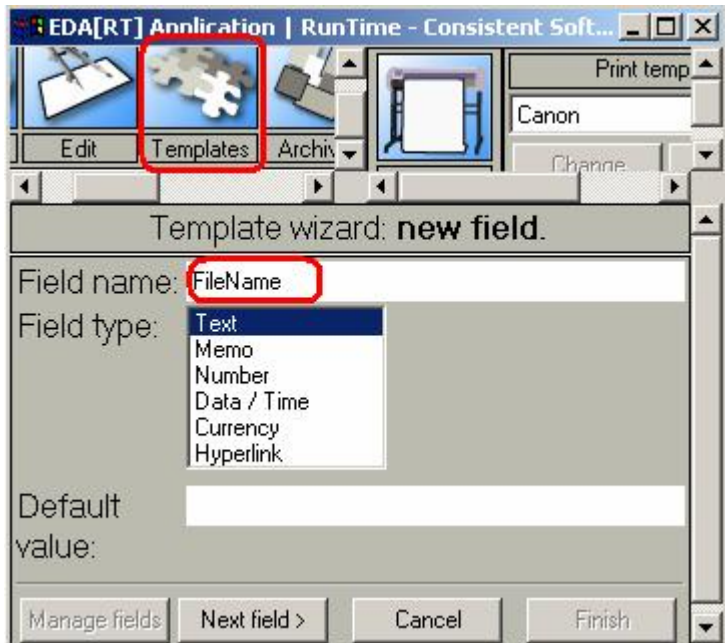 EDA[RT] Application | RunTime - Consistent Soft...
Print temp
Canon
Edit Templates Archiv
Change
Template wizard: new field.
Field name: FileName
Field type: Text
Memo
Number
Data / Time
Currency
Hyperlink
Default
value:
Manage fields Next field > Cancel Finish